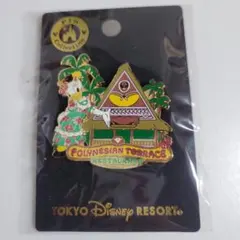 POLYNESIAN TERRACE
RESTAURANT
TOKYO Disney RESORT